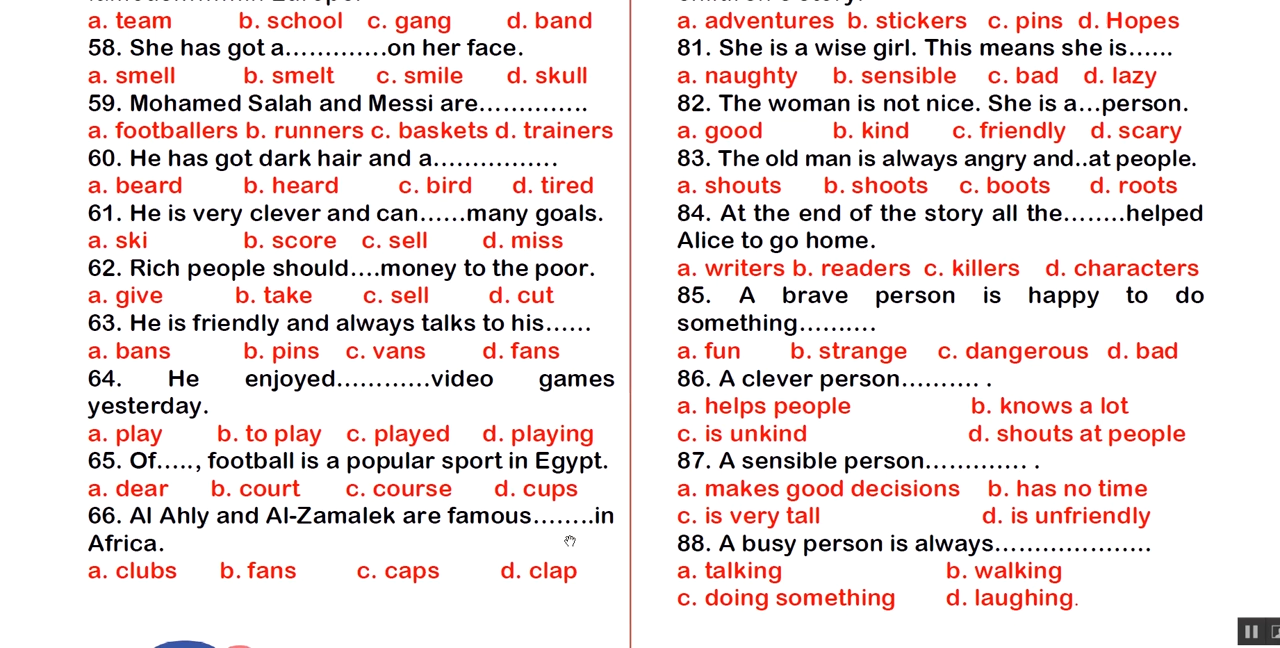 a. team b. school c. gang d. band
58. She has got a………….on her face.
a. smell b. smelt c. smile d. skull
59. Mohamed Salah and Messi are…………..
a. footballers b. runners c. baskets d. trainers
60. He has got dark hair and a…………….
a. beard b. heard c. bird d. tired
61. He is very clever and can……many goals.
a. ski b. score c. sell d. miss
62. Rich people should….money to the poor.
a. give b. take c. sell d. cut
63. He is friendly and always talks to his……
a. bans b. pins c. vans d. fans
64. He enjoyed…………video games
yesterday.
a. play b. to play c. played d. playing
65. Of….., football is a popular sport in Egypt.
a. dear b. court c. course d. cups
66. Al Ahly and Al-Zamalek are famous……..in
Africa.
a. clubs b. fans c. caps d. clap
a. adventures b. stickers c. pins d. Hopes
81. She is a wise girl. This means she is……
a. naughty b. sensible c. bad d. lazy
82. The woman is not nice. She is a…person.
a. good b. kind c. friendly d. scary
83. The old man is always angry and..at people.
a. shouts b. shoots c. boots d. roots
84. At the end of the story all the……..helped
Alice to go home.
a. writers b. readers c. killers d. characters
85. A brave person is happy to do
something……….
a. fun b. strange c. dangerous d. bad
86. A clever person………. .
a. helps people b. knows a lot
c. is unkind d. shouts at people
87. A sensible person…………. .
a. makes good decisions b. has no time
c. is very tall d. is unfriendly
88. A busy person is always…………………
a. talking b. walking
c. doing something d. laughing.